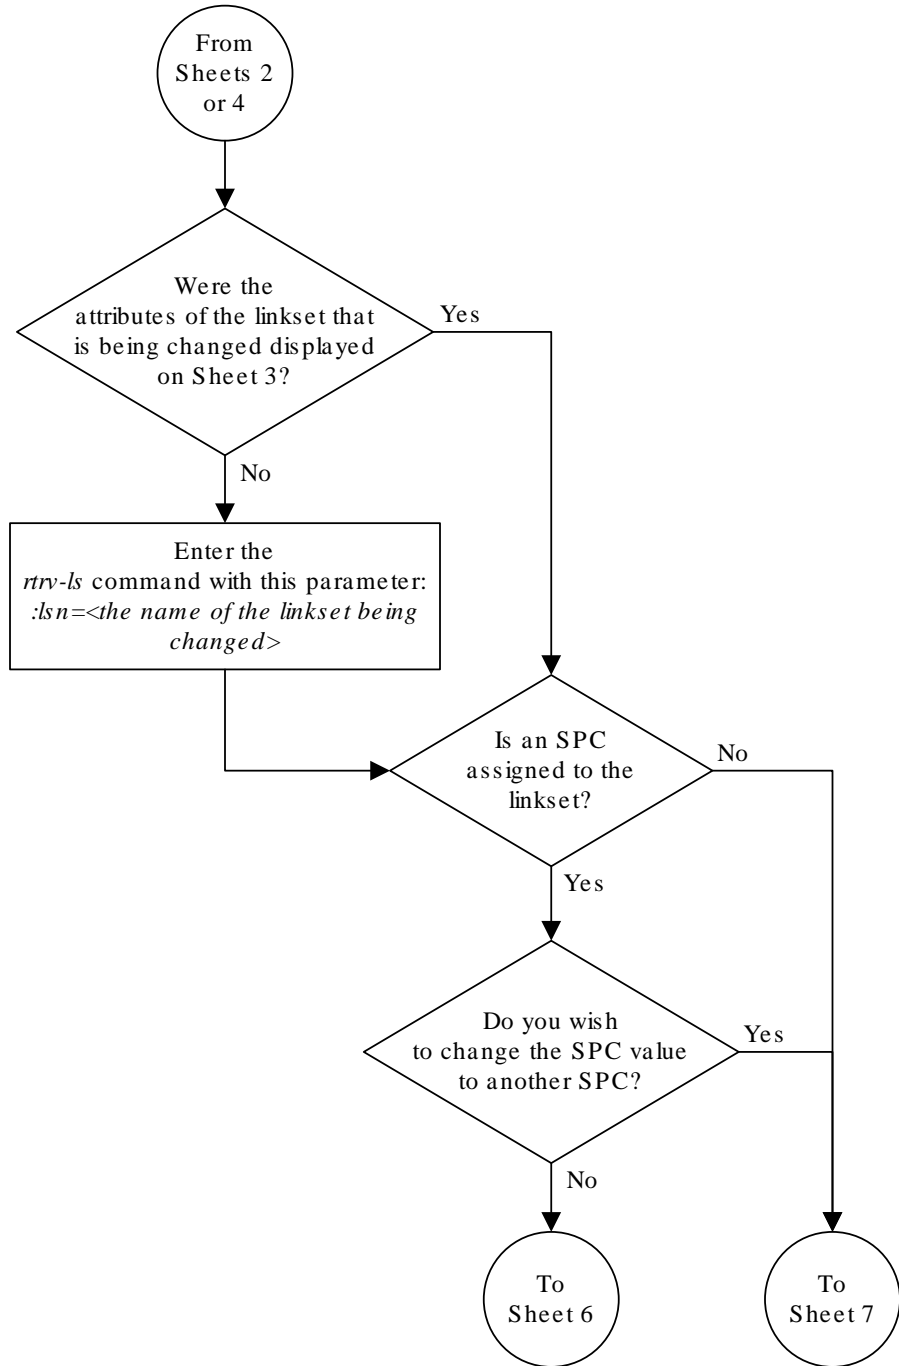 From
Sheets 2
or 4
Were the
attributes of the linkset that
is being changed displayed
on Sheet 3?
Yes
No
Enter the
rtrv-ls command with this parameter:
:lsn=<the name of the linkset being
changed>
Is an SPC
assigned to the
linkset?
No
Yes
Do you wish
to change the SPC value
to another SPC?
Yes
No
To
Sheet 6
To
Sheet 7